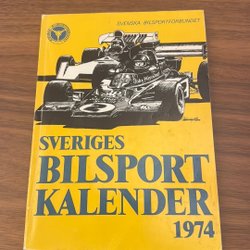 SVENSKA BILSPORTFÖRBUNDET
SVERIGES
BILSPORT
KALENDER
1974